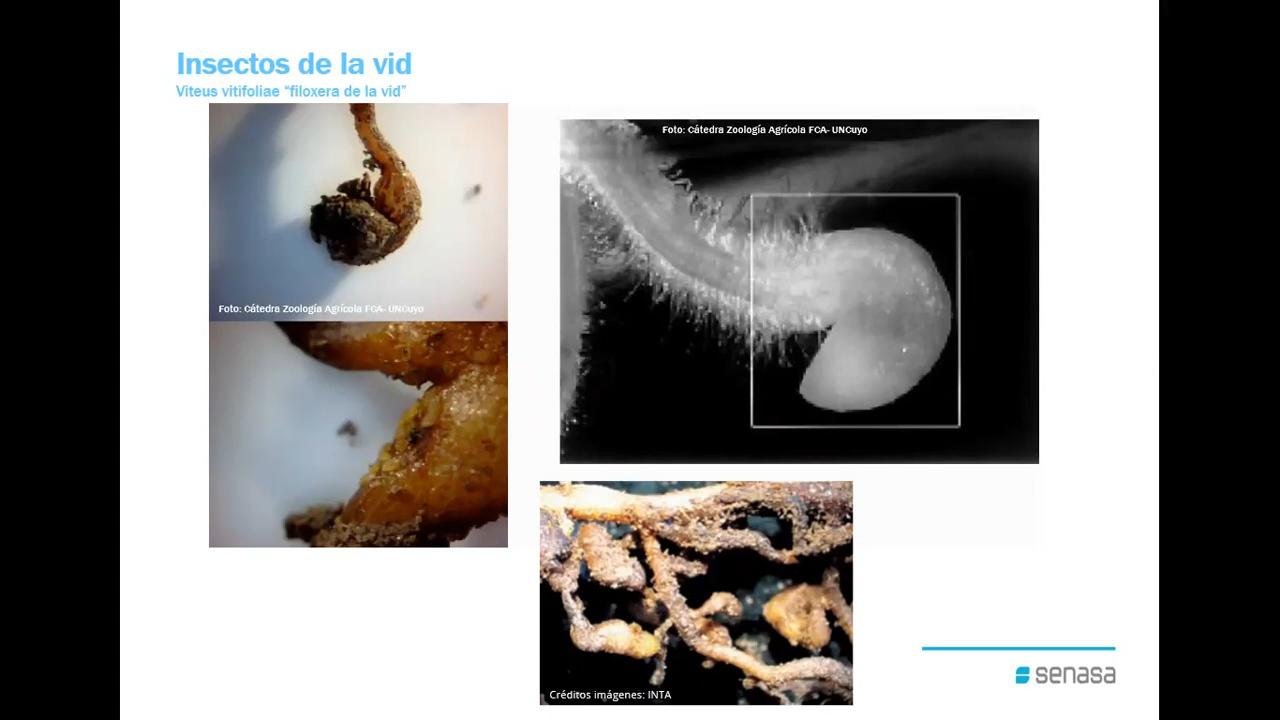 Insectos de la vid
Viteus vitifoliae “filoxera de la vid”
Foto: Cátedra Zoología Agrícola FCA- UNCuyo
Foto: Cátedra Zoología Agrícola FCA- UNCuyo
Créditos imágenes: INTA
senasa